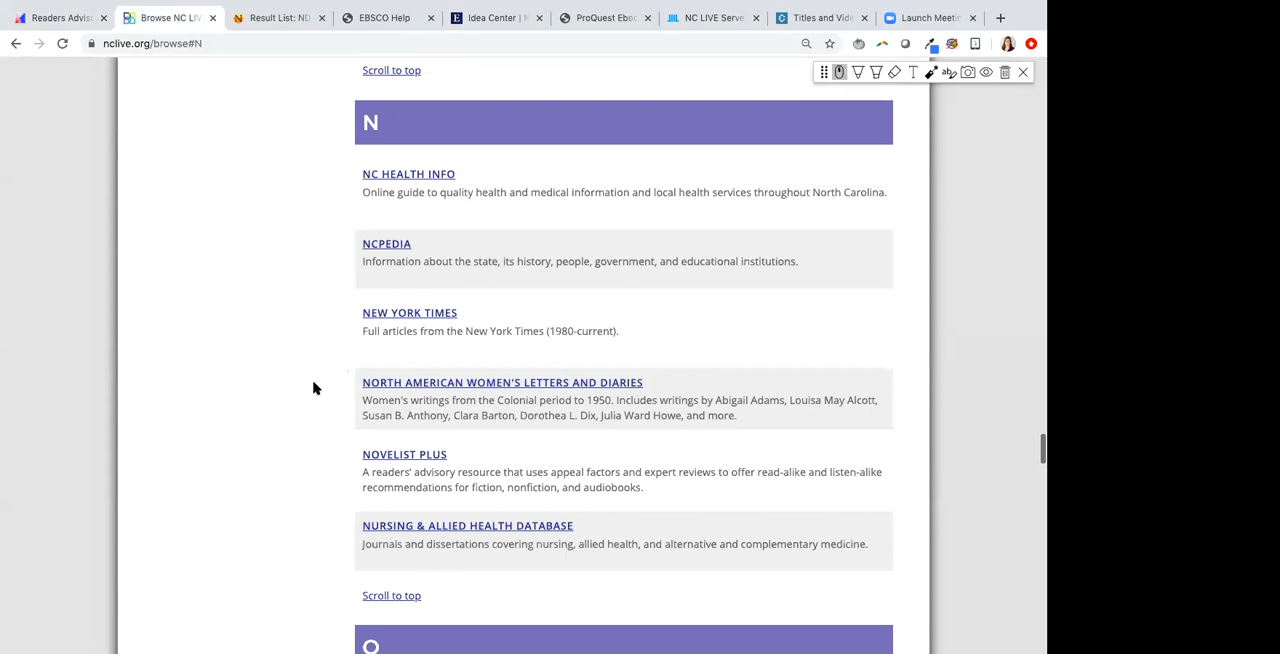 Readers Adviso
Browse NC LIV
Result List: ND
EBSCO Help
Idea Center | N
ProQuest Eboo
NC LIVE Serve
Titles and Vide
Launch Meetin
nclive.org/browse#N
Scroll to top
N
NC HEALTH INFO
Online guide to quality health and medical information and local health services throughout North Carolina.
NCPEDIA
Information about the state, its history, people, government, and educational institutions.
NEW YORK TIMES
Full articles from the New York Times (1980-current).
NORTH AMERICAN WOMEN'S LETTERS AND DIARIES
Women's writings from the Colonial period to 1950. Includes writings by Abigail Adams, Louisa May Alcott,
Susan B. Anthony, Clara Barton, Dorothea L. Dix, Julia Ward Howe, and more.
NOVELIST PLUS
A readers' advisory resource that uses appeal factors and expert reviews to offer read-alike and listen-alike
recommendations for fiction, nonfiction, and audiobooks.
NURSING & ALLIED HEALTH DATABASE
Journals and dissertations covering nursing, allied health, and alternative and complementary medicine.
Scroll to top
O